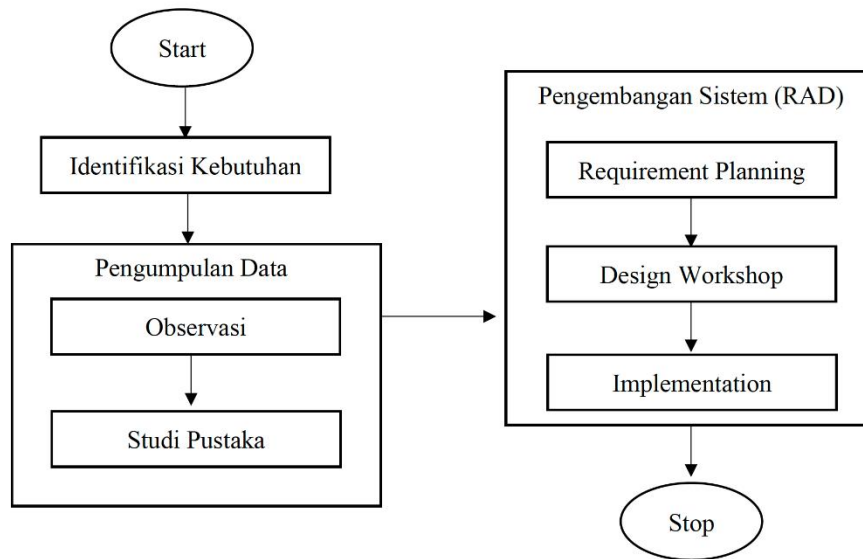 Start
Identifikasi Kebutuhan
Pengumpulan Data
Observasi
Studi Pustaka
Pengembangan Sistem (RAD)
Requirement Planning
Design Workshop
Implementation
Stop